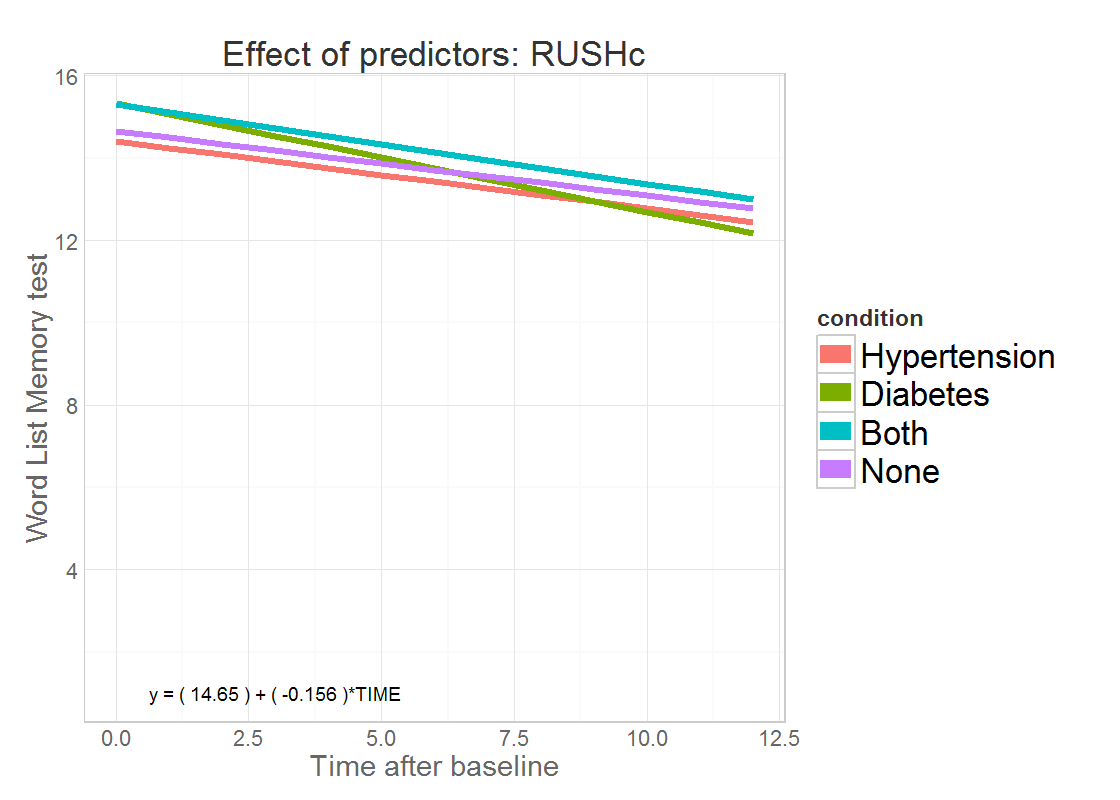 Effect of predictors: RUSHc
16
12
8
4
Word List Memory test
y = ( 14.65 ) + ( -0.156 )*TIME
0.0 2.5 5.0 7.5 10.0 12.5
Time after baseline
condition
Hypertension
Diabetes
Both
None